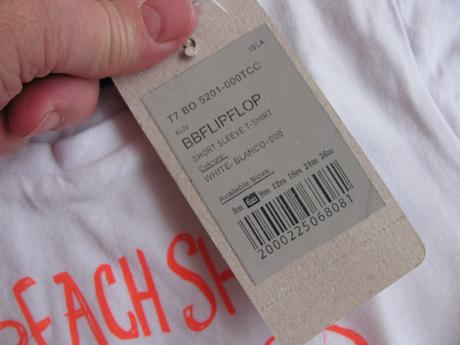 ISLA
T7 BO 5201-000TCC
Kids
BBFLIPFLOP
SHORT SLEEVE T-SHIRT
Colours:
WHITE-BLANCO-000
Available Sizes:
3m 6m 9m 12m 18m 24m 36m
2000225068081
BEACH SH